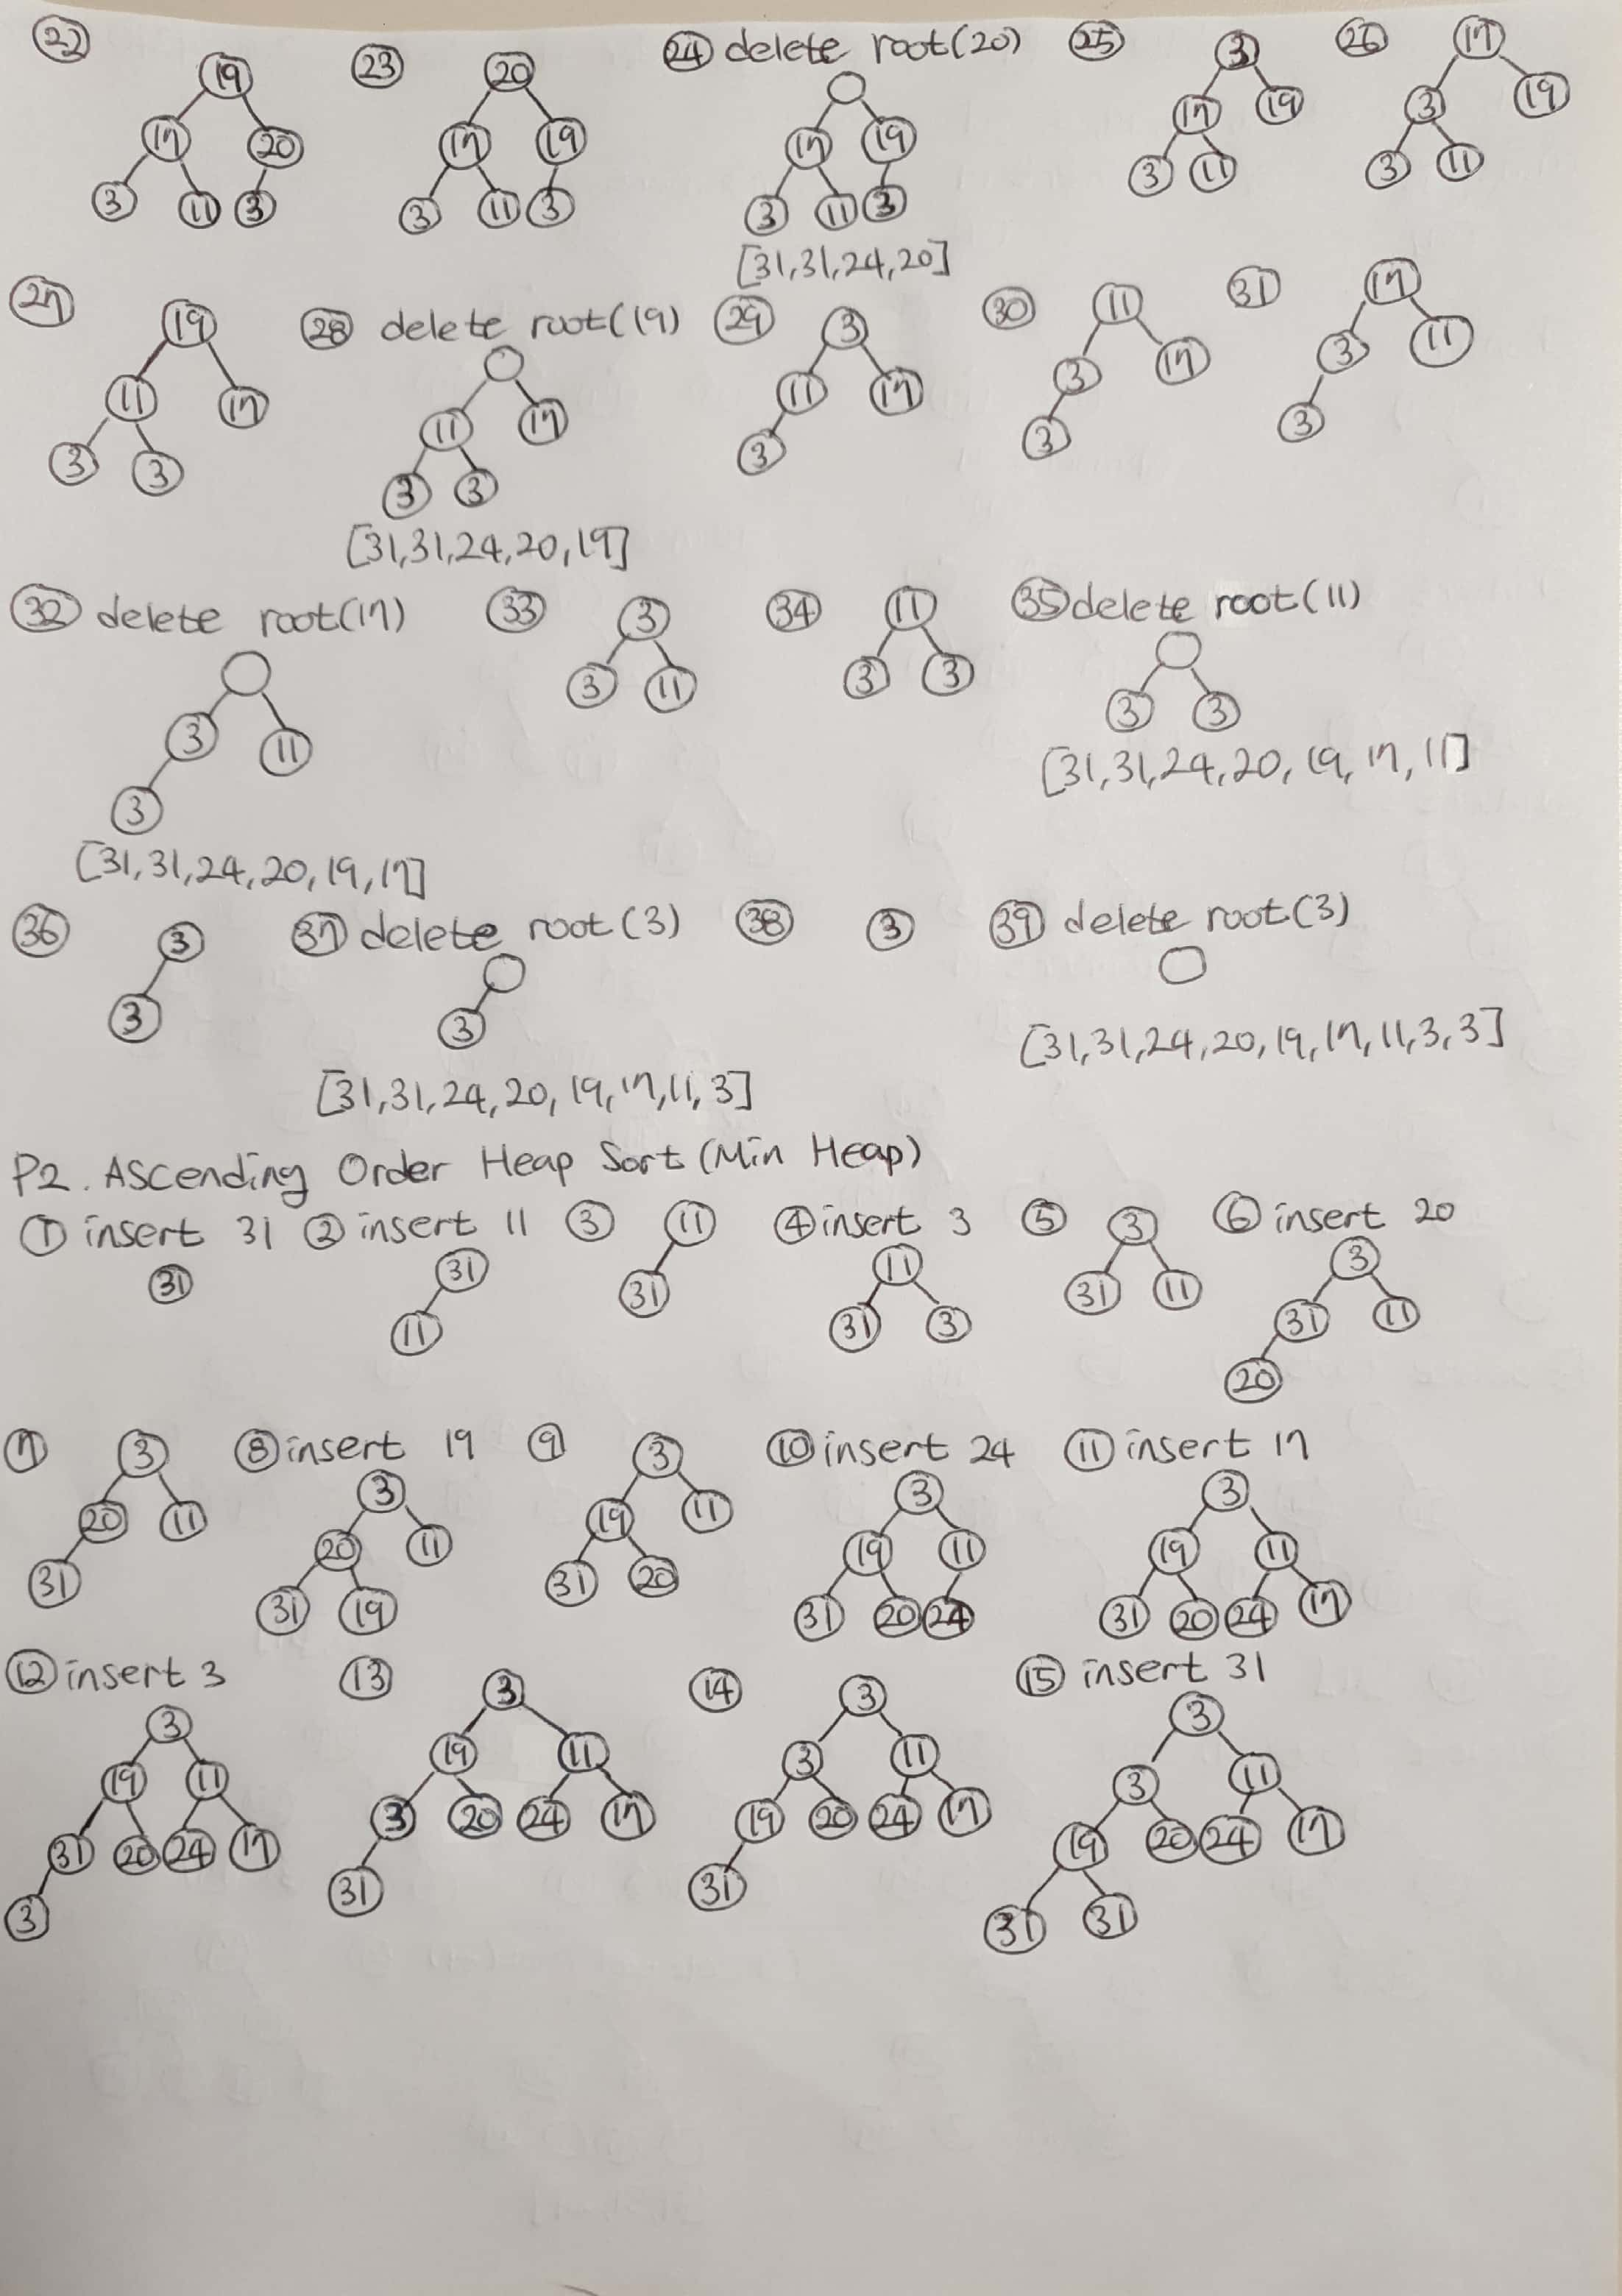 ㉒ ㉓ ㉔ delete root(20) ㉕ ㉖
19 20 3 17
17 20 17 19 17 19 17 19 3 19
3 11 3 3 11 3 3 11 3 3 11 3 11
[31,31,24,20]
㉗ ㉘ delete root(19) ㉙ ㉚ ㉛
19 3 11 17
11 17 11 17 11 17 3 17 3 11
3 3 3 3 3 3 3
[31,31,24,20,19]
㉜ delete root(17) ㉝ ㉞ ㉟ delete root(11)
3 11
3 11 3 11 3 3 3 3
3
[31,31,24,20,19,17,11]
[31,31,24,20,19,17]
㊱ ㊲ delete root(3) ㊳ ㊴ delete root(3)
3 3
3 3
[31,31,24,20,19,17,11,3,3]
[31,31,24,20,19,17,11,3]
P2. Ascending Order Heap Sort (Min Heap)
① insert 31 ② insert 11 ③ ④ insert 3 ⑤ ⑥ insert 20
31 31 11 11 3 3
11 31 31 3 31 11 31 11
20
⑦ ⑧ insert 19 ⑨ ⑩ insert 24 ⑪ insert 17
3 3 3 3 3
20 11 20 11 19 11 19 11 19 11
31 31 19 31 20 31 20 24 31 20 24 17
⑫ insert 3 ⑬ ⑭ ⑮ insert 31
3 3 3 3
19 11 19 11 3 11 3 11
31 20 24 17 3 20 24 17 19 20 24 17 19 20 24 17
3 31 31 31 31